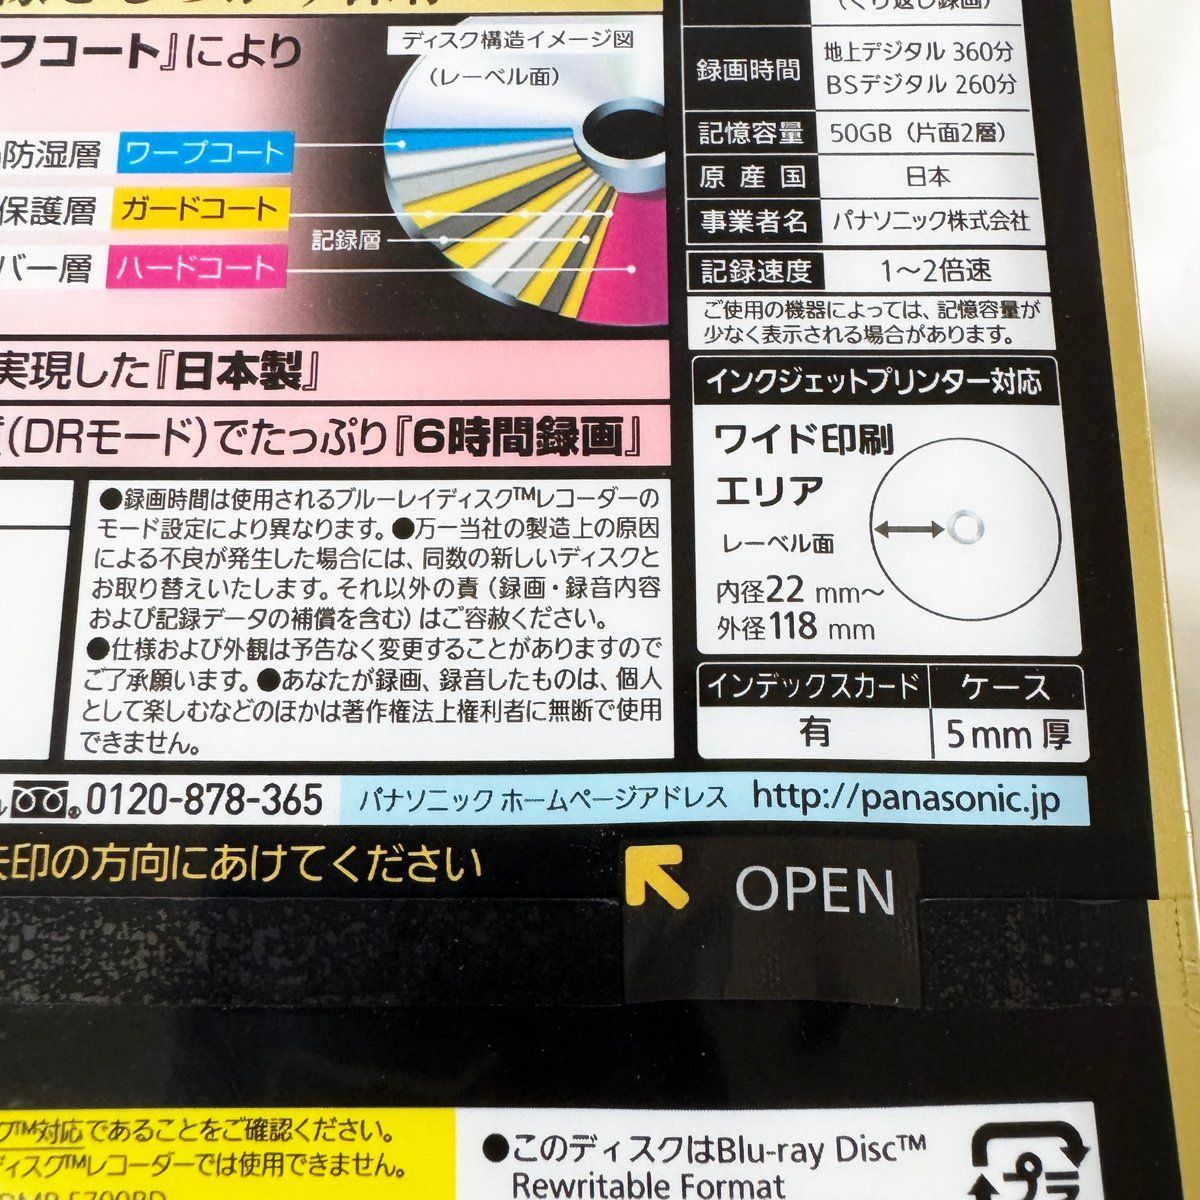 フコート』により
ディスク構造イメージ図
（レーベル面）
防湿層 ワープコート
保護層 ガードコート
記録層
バー層 ハードコート
実現した『日本製』
(DRモード)でたっぷり『6時間録画』
（くり返し録画）
録画時間 地上デジタル 360分
BSデジタル 260分
記憶容量 50GB（片面2層）
原産国 日本
事業者名 パナソニック株式会社
記録速度 1～2倍速
ご使用の機器によっては、記憶容量が
少なく表示される場合があります。
インクジェットプリンター対応
ワイド印刷
エリア
レーベル面
内径22 mm～
外径118 mm
インデックスカード ケース
有 5mm 厚
●録画時間は使用されるブルーレイディスク™レコーダーの
モード設定により異なります。●万一当社の製造上の原因
による不良が発生した場合には、同数の新しいディスクと
お取り替えいたします。それ以外の責（録画・録音内容
および記録データの補償を含む）はご容赦ください。
●仕様および外観は予告なく変更することがありますので
ご了承願います。●あなたが録画、録音したものは、個人
として楽しむなどのほかは著作権法上権利者に無断で使用
できません。
0120-878-365 パナソニック ホームページアドレス http://panasonic.jp
矢印の方向にあけてください
OPEN
™対応であることをご確認ください。
ディスク™レコーダーでは使用できません。
●このディスクはBlu-ray Disc™
Rewritable Format
プラ